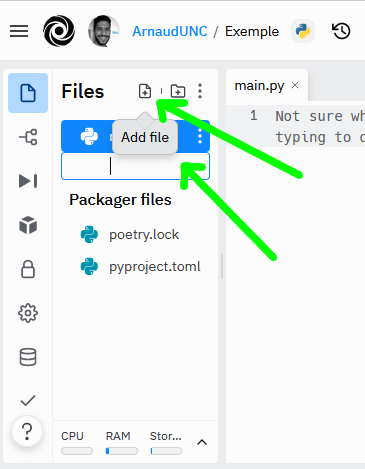 ArnaudUNC / Exemple
Files
main.py ×
Add file
1 Not sure
typing to
Packager files
poetry.lock
pyproject.toml
?
CPU RAM Stor...